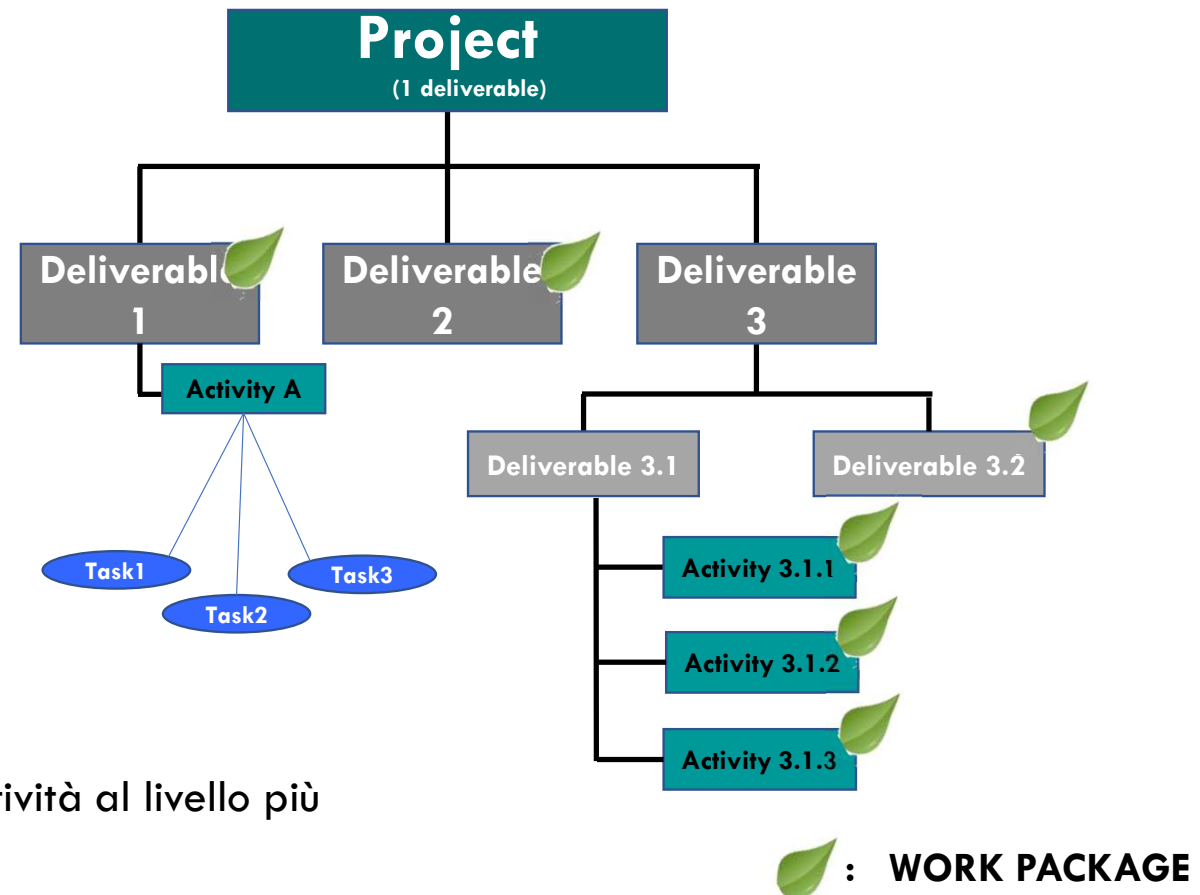 Project
(1 deliverable)
Deliverable
1
Deliverable
2
Deliverable
3
Activity A
Deliverable 3.1
Deliverable 3.2
Task1
Task2
Task3
Activity 3.1.1
Activity 3.1.2
Activity 3.1.3
tività al livello più
: WORK PACKAGE